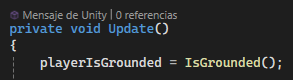 Mensaje de Unity | 0 referencias
private void Update()
{
playerIsGrounded = IsGrounded();